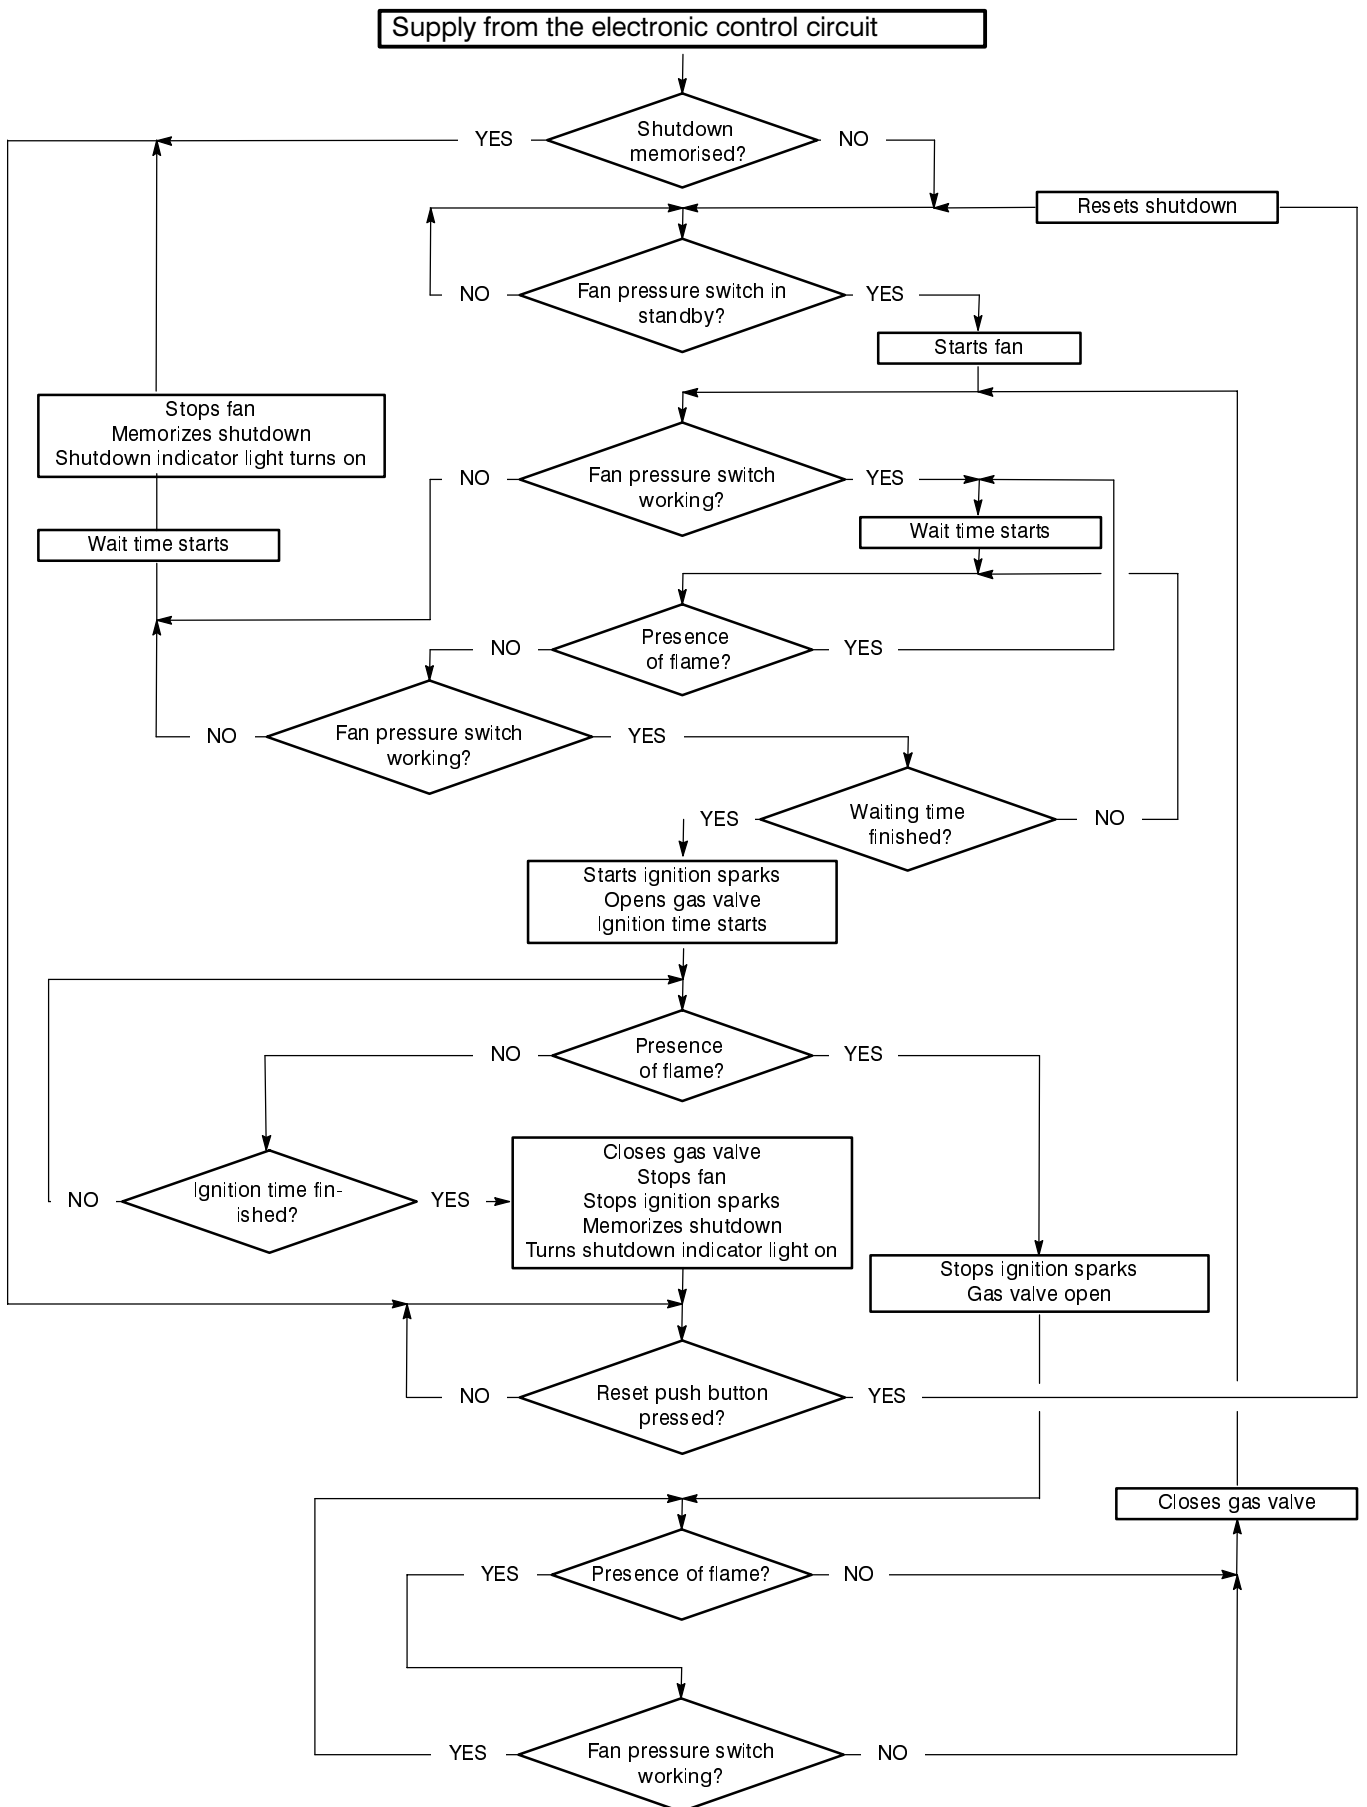 Supply from the electronic control circuit
YES
Shutdown
memorised?
NO
Resets shutdown
NO
Fan pressure switch in
standby?
YES
Starts fan
Stops fan
Memorizes shutdown
Shutdown indicator light turns on
NO
Fan pressure switch
working?
YES
Wait time starts
Wait time starts
NO
Presence
of flame?
YES
NO
Fan pressure switch
working?
YES
YES
Waiting time
finished?
NO
Starts ignition sparks
Opens gas valve
Ignition time starts
NO
Presence
of flame?
YES
NO
Ignition time fin-
ished?
YES
Closes gas valve
Stops fan
Stops ignition sparks
Memorizes shutdown
Turns shutdown indicator light on
Stops ignition sparks
Gas valve open
NO
Reset push button
pressed?
YES
Closes gas valve
YES
Presence of flame?
NO
YES
Fan pressure switch
working?
NO